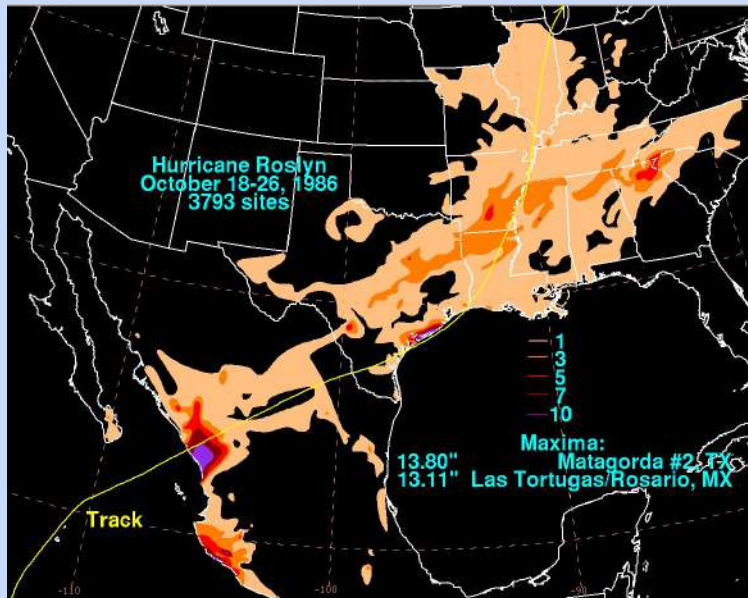 Hurricane Roslyn
October 18-26, 1986
3793 sites
1
3
5
7
10
Maxima:
13.80" Matagorda #2, TX
13.11" Las Tortugas/Rosario, MX
Track
-110
-100
-90